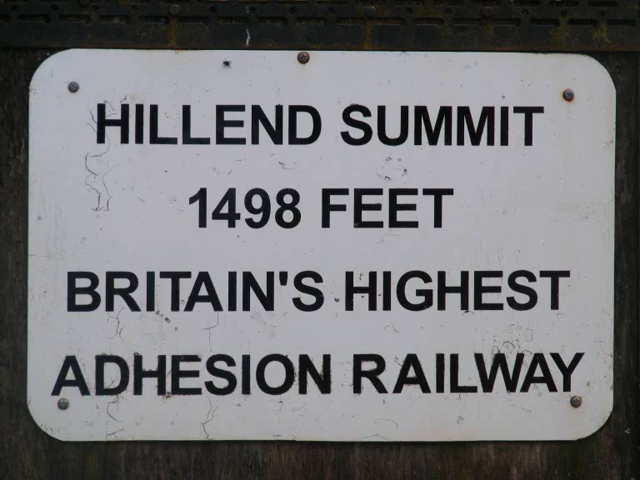 HILLEND SUMMIT
1498 FEET
BRITAIN'S HIGHEST
ADHESION RAILWAY